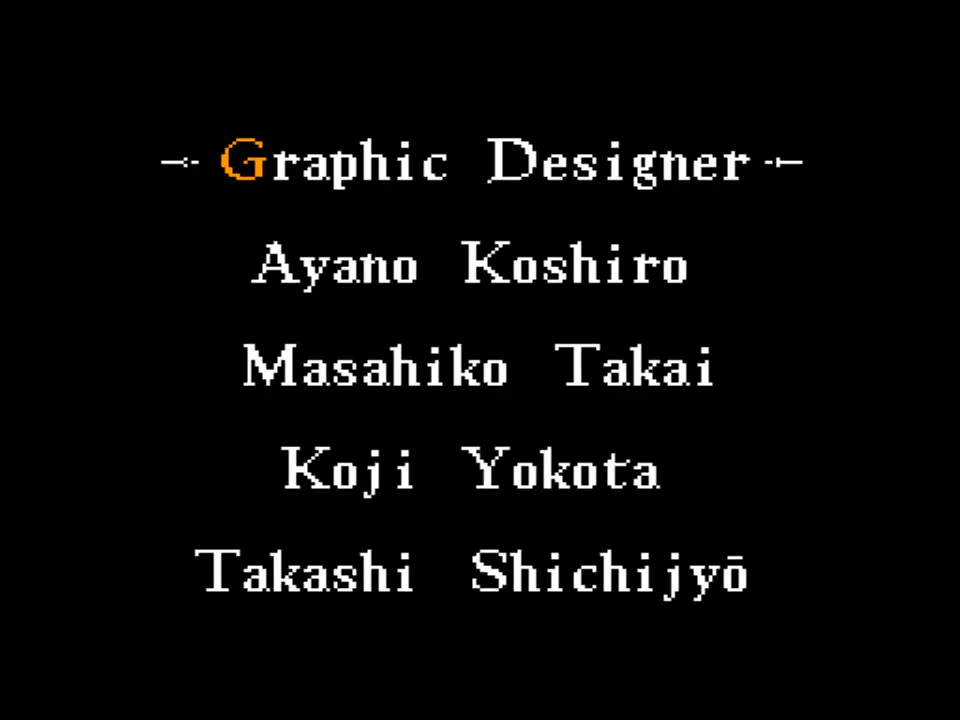 Graphic Designer
Ayano Koshiro
Masahiko Takai
Koji Yokota
Takashi Shichijyō